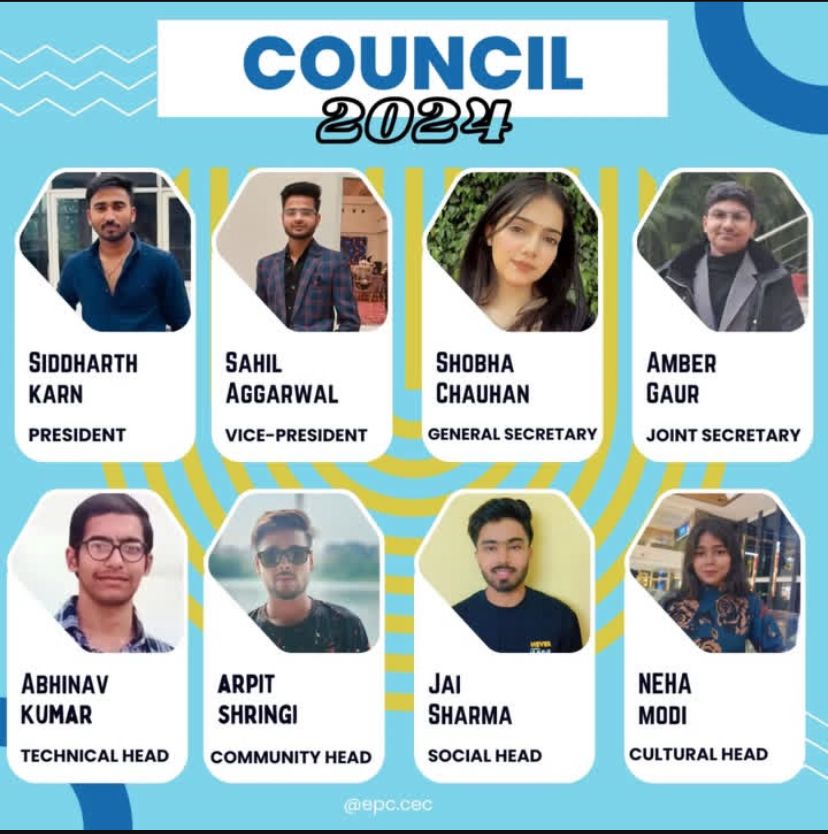 COUNCIL
2024
SIDDHARTH
KARN
PRESIDENT
SAHIL
AGGARWAL
VICE-PRESIDENT
SHOBHA
CHAUHAN
GENERAL SECRETARY
AMBER
GAUR
JOINT SECRETARY
ABHINAV
KUMAR
TECHNICAL HEAD
ARPIT
SHRINGI
COMMUNITY HEAD
JAI
SHARMA
SOCIAL HEAD
NEHA
MODI
CULTURAL HEAD
@epc.cec